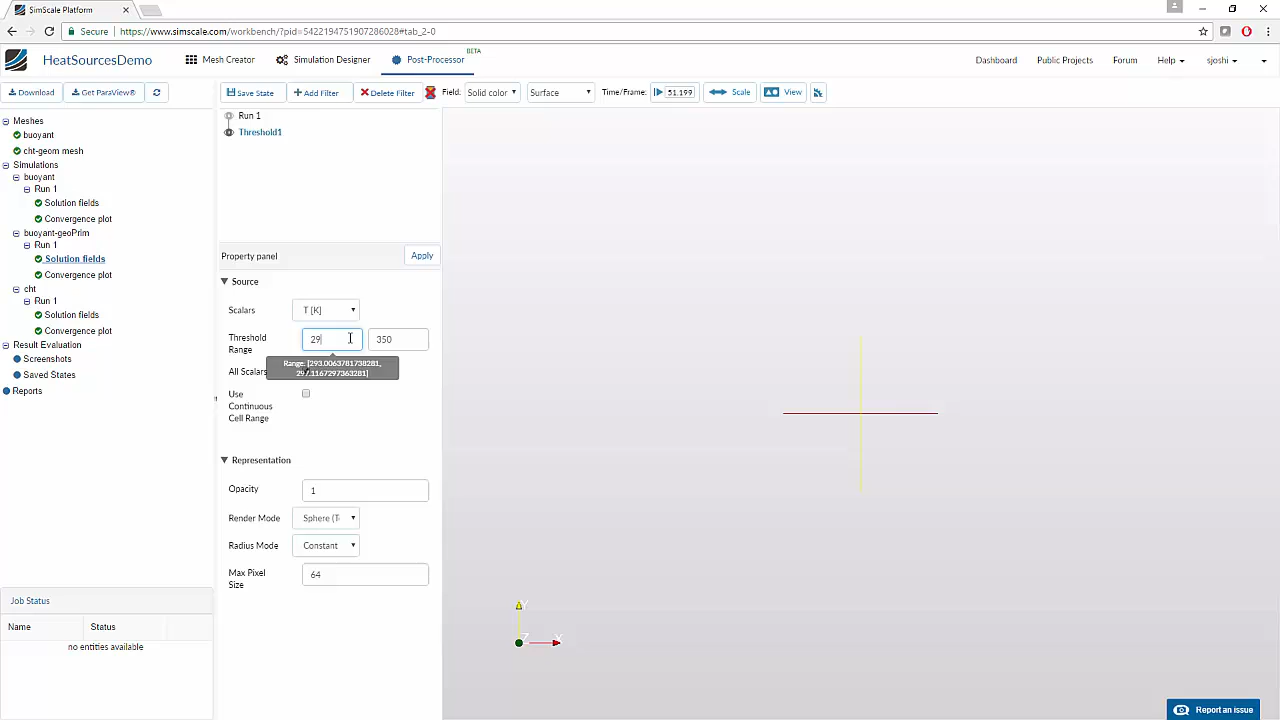 SimScale Platform
Secure
https://www.simscale.com/workbench/?pid=5422194751907286028#tab_2-0
HeatSourcesDemo
Mesh Creator
Simulation Designer
Post-Processor
BETA
Dashboard
Public Projects
Forum
Help
sjoshi
Download
Get ParaView®
Save State
Add Filter
Delete Filter
Field:
Solid color
Surface
Time/Frame:
51.199
Scale
View
Meshes
buoyant
cht-geom mesh
Simulations
buoyant
Run 1
Solution fields
Convergence plot
buoyant-geoPrim
Run 1
Solution fields
Convergence plot
cht
Run 1
Solution fields
Convergence plot
Result Evaluation
Screenshots
Saved States
Reports
Job Status
Name
Status
no entities available
Run 1
Threshold1
Property panel
Apply
Source
Scalars
T [K]
Threshold
Range
29
350
Range: [293.0063781738281,
297.1167297363281]
All Scalars
Use
Continuous
Cell Range
Representation
Opacity
1
Render Mode
Sphere (T
Radius Mode
Constant
Max Pixel
Size
64
Y
Z
X
Report an issue